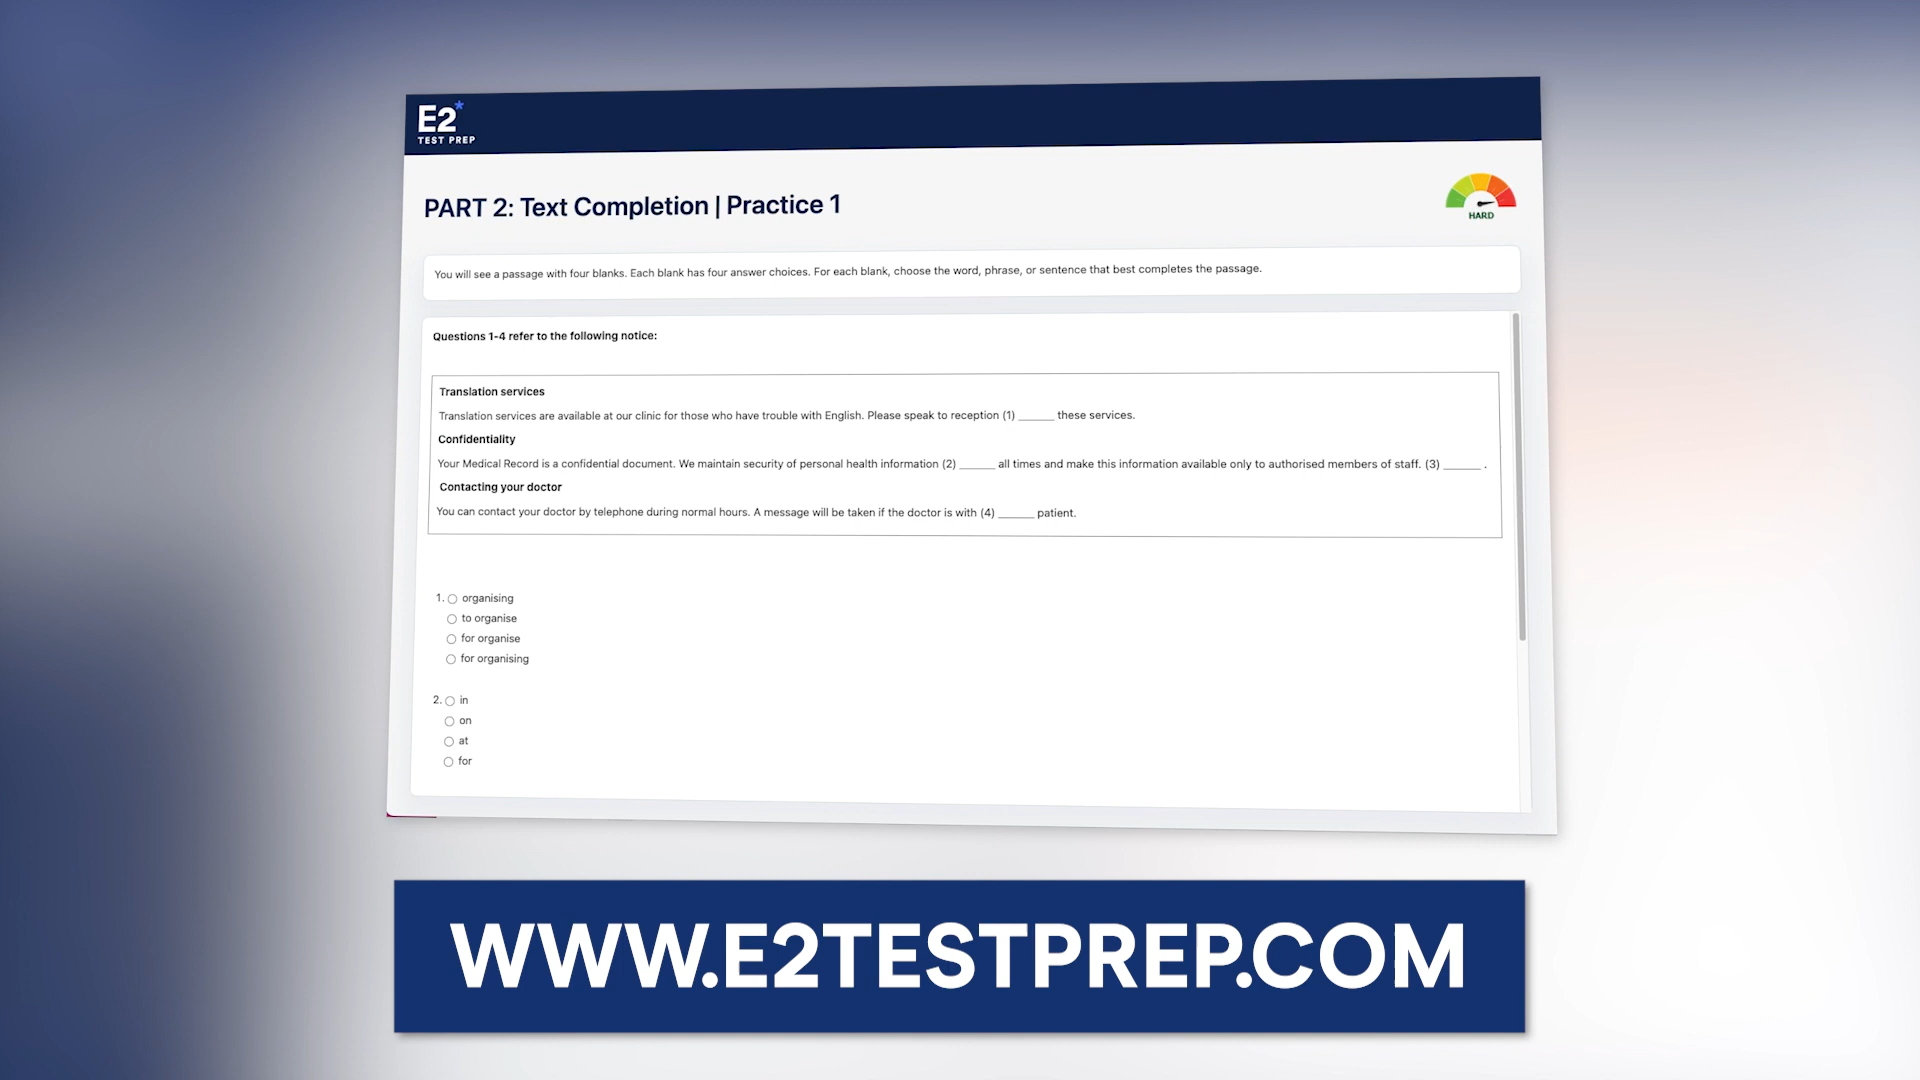 E2*
TEST PREP
PART 2: Text Completion | Practice 1
HARD
You will see a passage with four blanks. Each blank has four answer choices. For each blank, choose the word, phrase, or sentence that best completes the passage.
Questions 1-4 refer to the following notice:
Translation services
Translation services are available at our clinic for those who have trouble with English. Please speak to reception (1) ______ these services.
Confidentiality
Your Medical Record is a confidential document. We maintain security of personal health information (2) ______ all times and make this information available only to authorised members of staff. (3) ______ .
Contacting your doctor
You can contact your doctor by telephone during normal hours. A message will be taken if the doctor is with (4) ______ patient.
1. organising
to organise
for organise
for organising
2. in
on
at
for
WWW.E2TESTPREP.COM